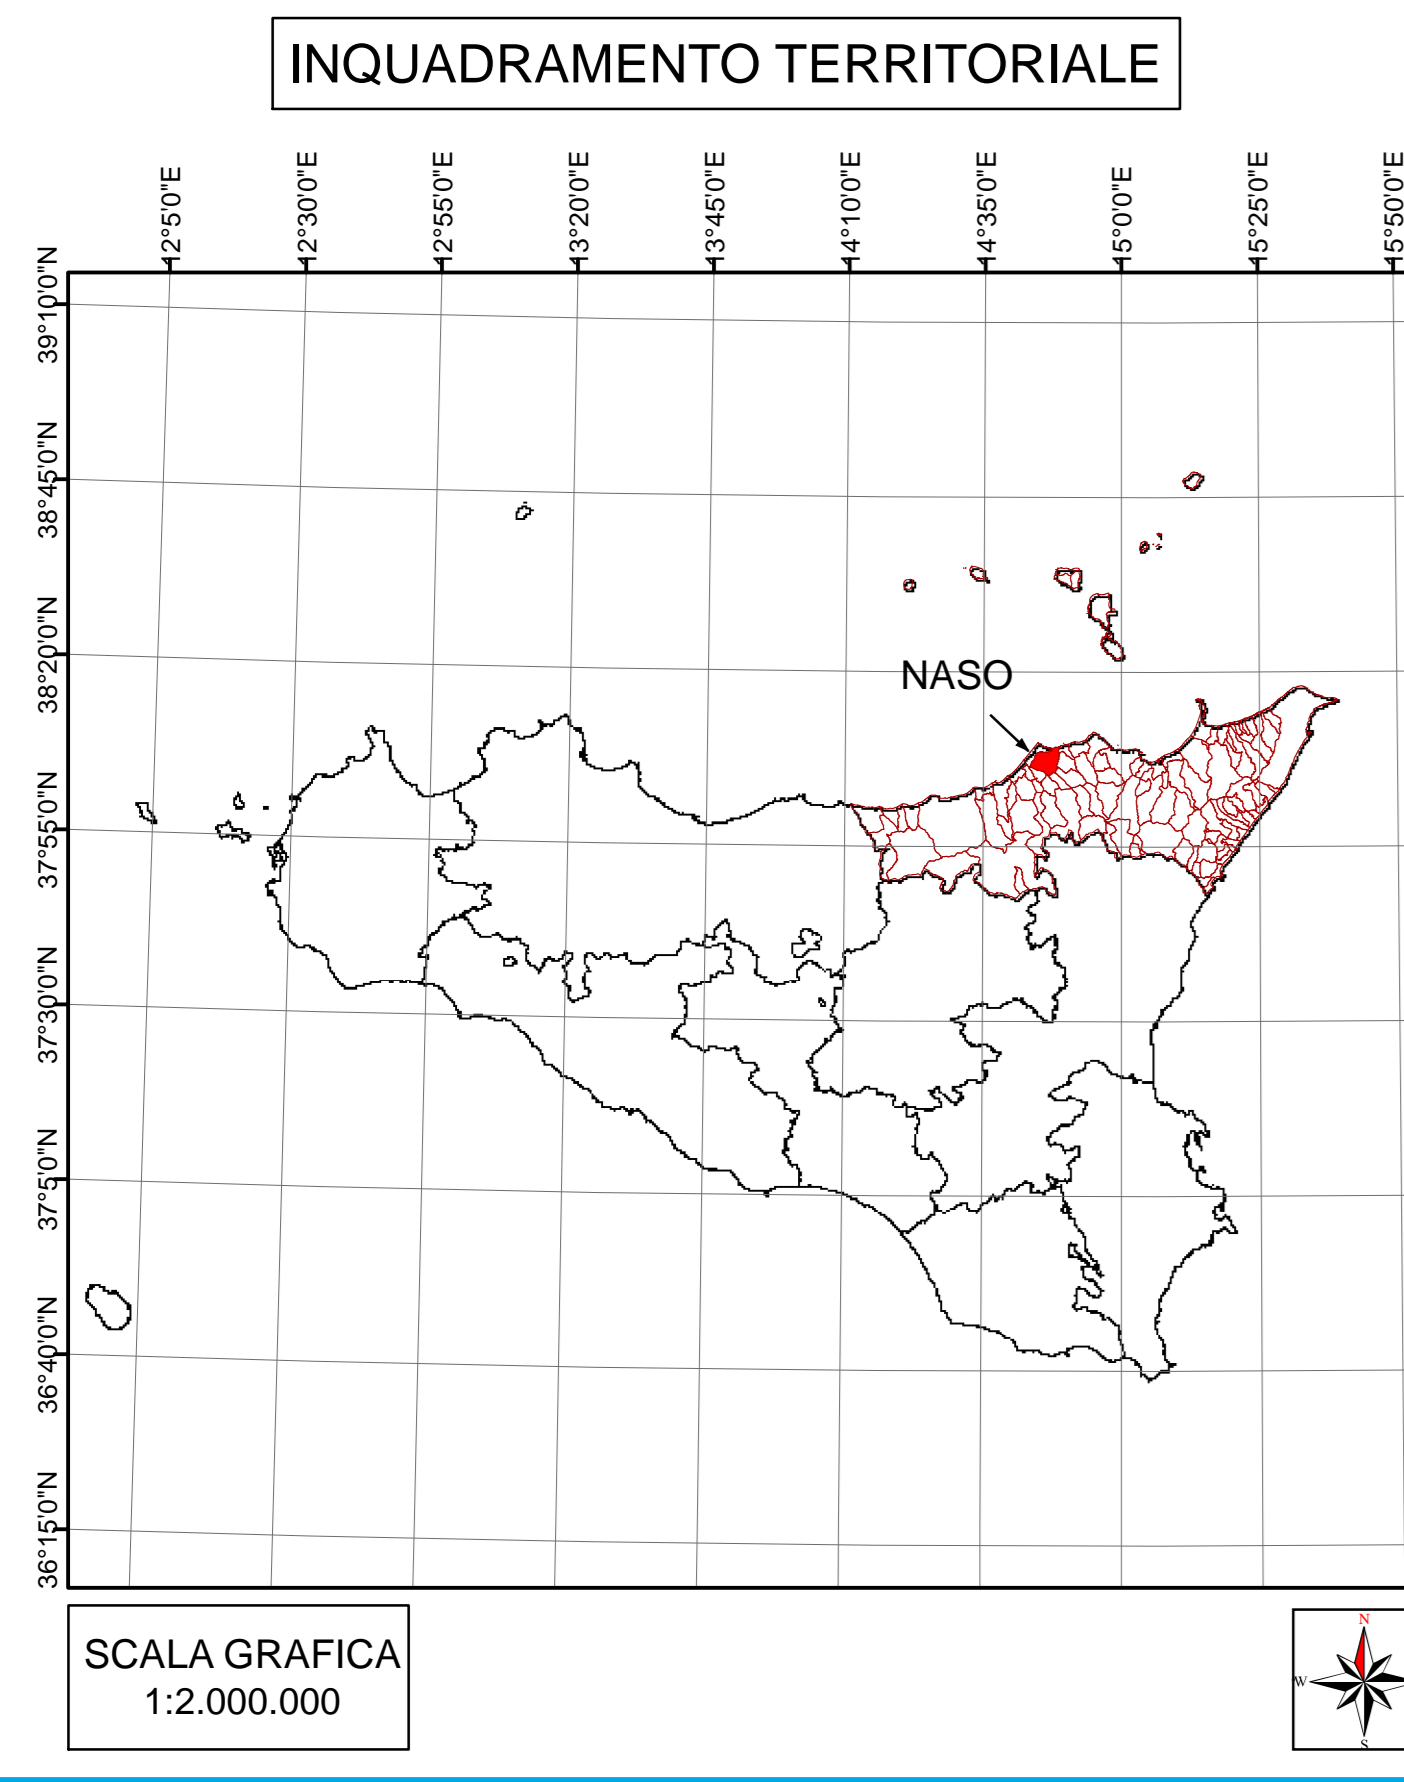 INQUADRAMENTO TERRITORIALE
12°5'0"E
12°30'0"E
12°55'0"E
13°20'0"E
13°45'0"E
14°10'0"E
14°35'0"E
15°0'0"E
15°25'0"E
15°50'0"E
39°10'0"N
38°45'0"N
38°20'0"N
37°55'0"N
37°30'0"N
37°5'0"N
36°40'0"N
36°15'0"N
NASO
SCALA GRAFICA
1:2.000.000
N
W
S